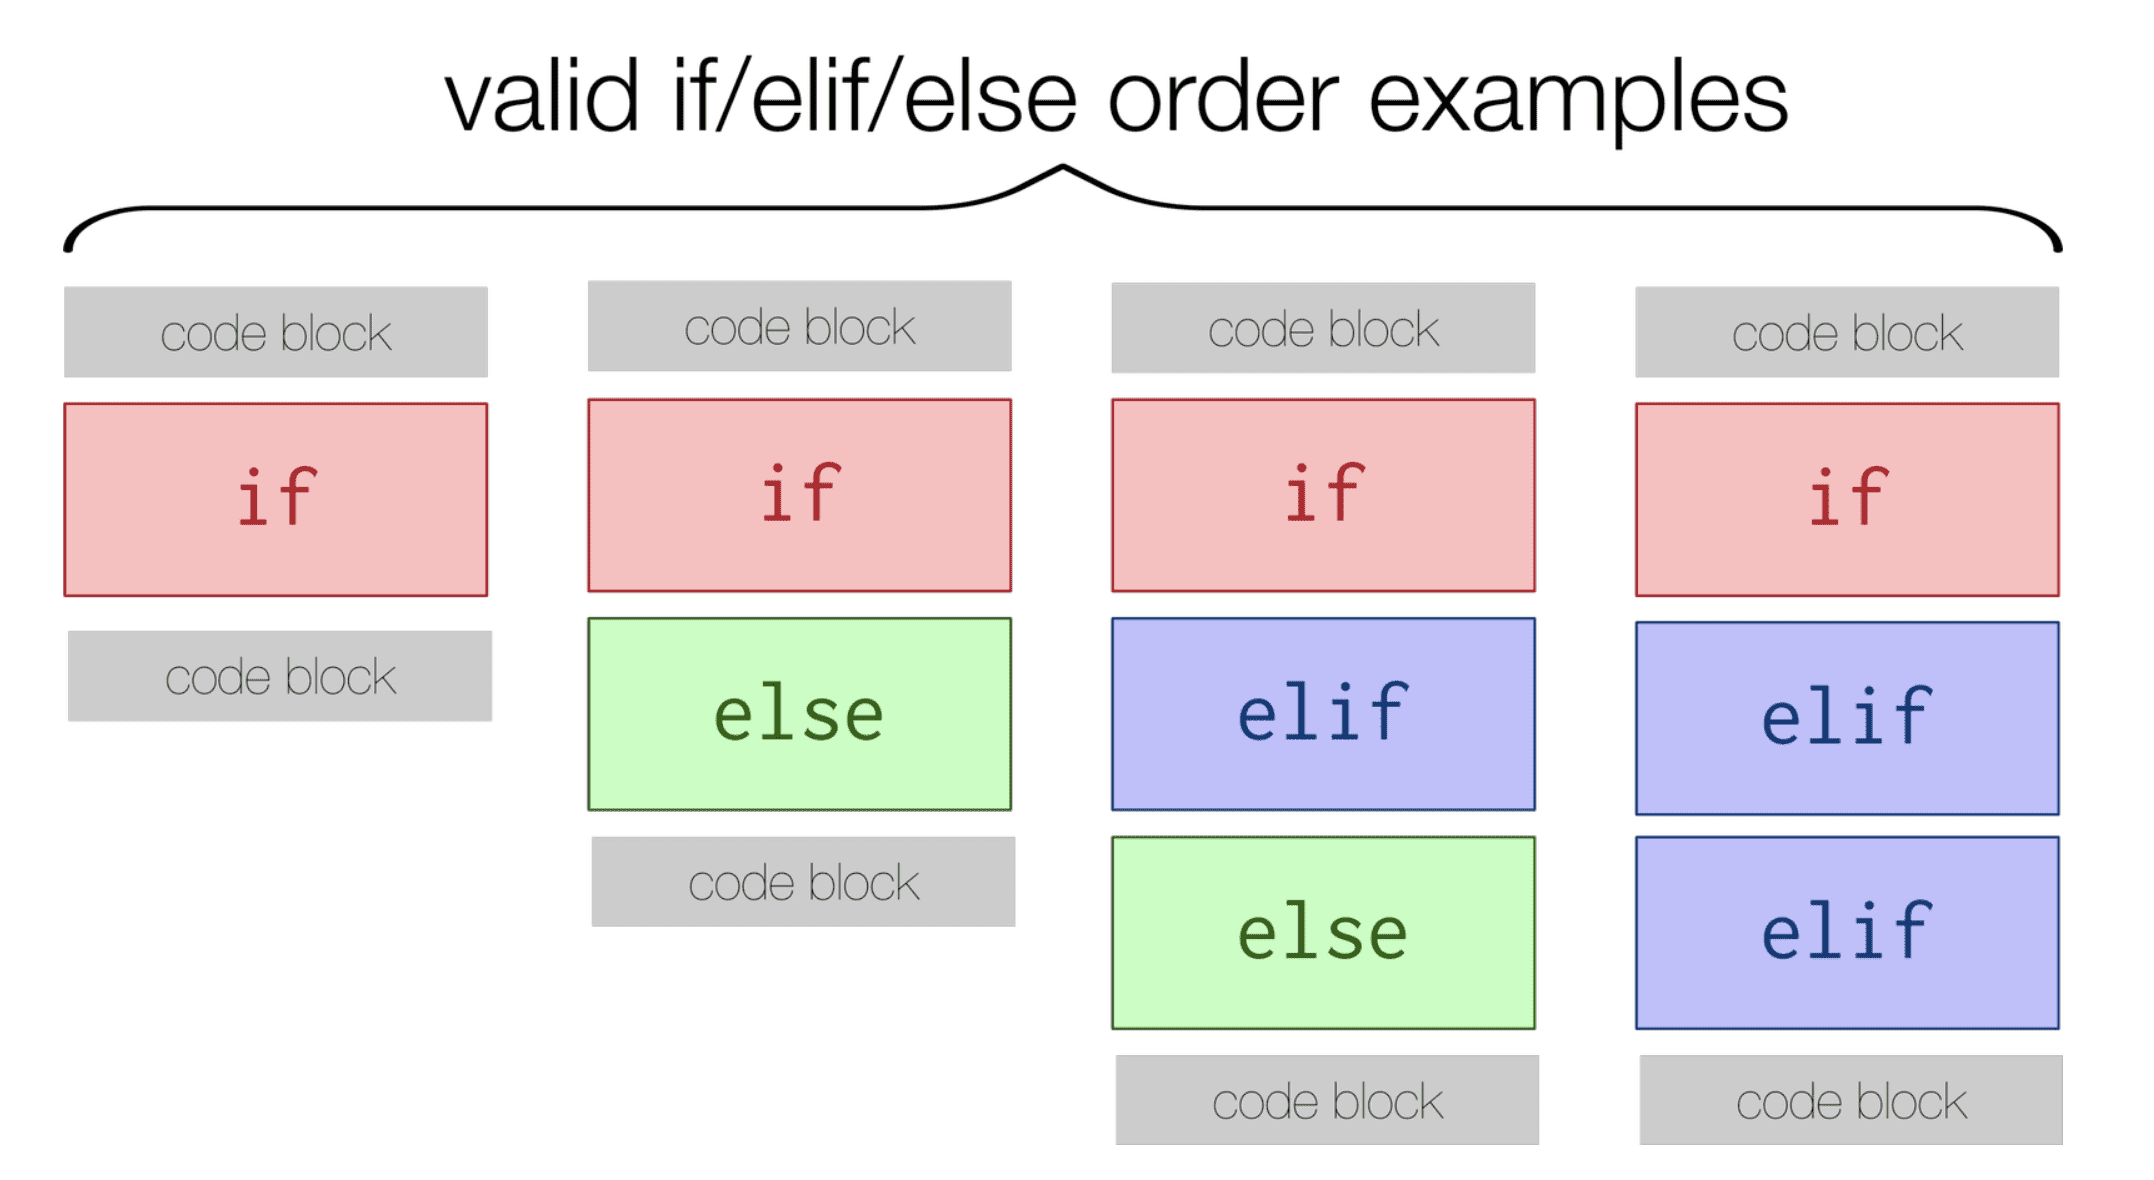 valid if/elif/else order examples
code block
if
code block
code block
if
else
code block
code block
if
elif
else
code block
code block
if
elif
elif
code block